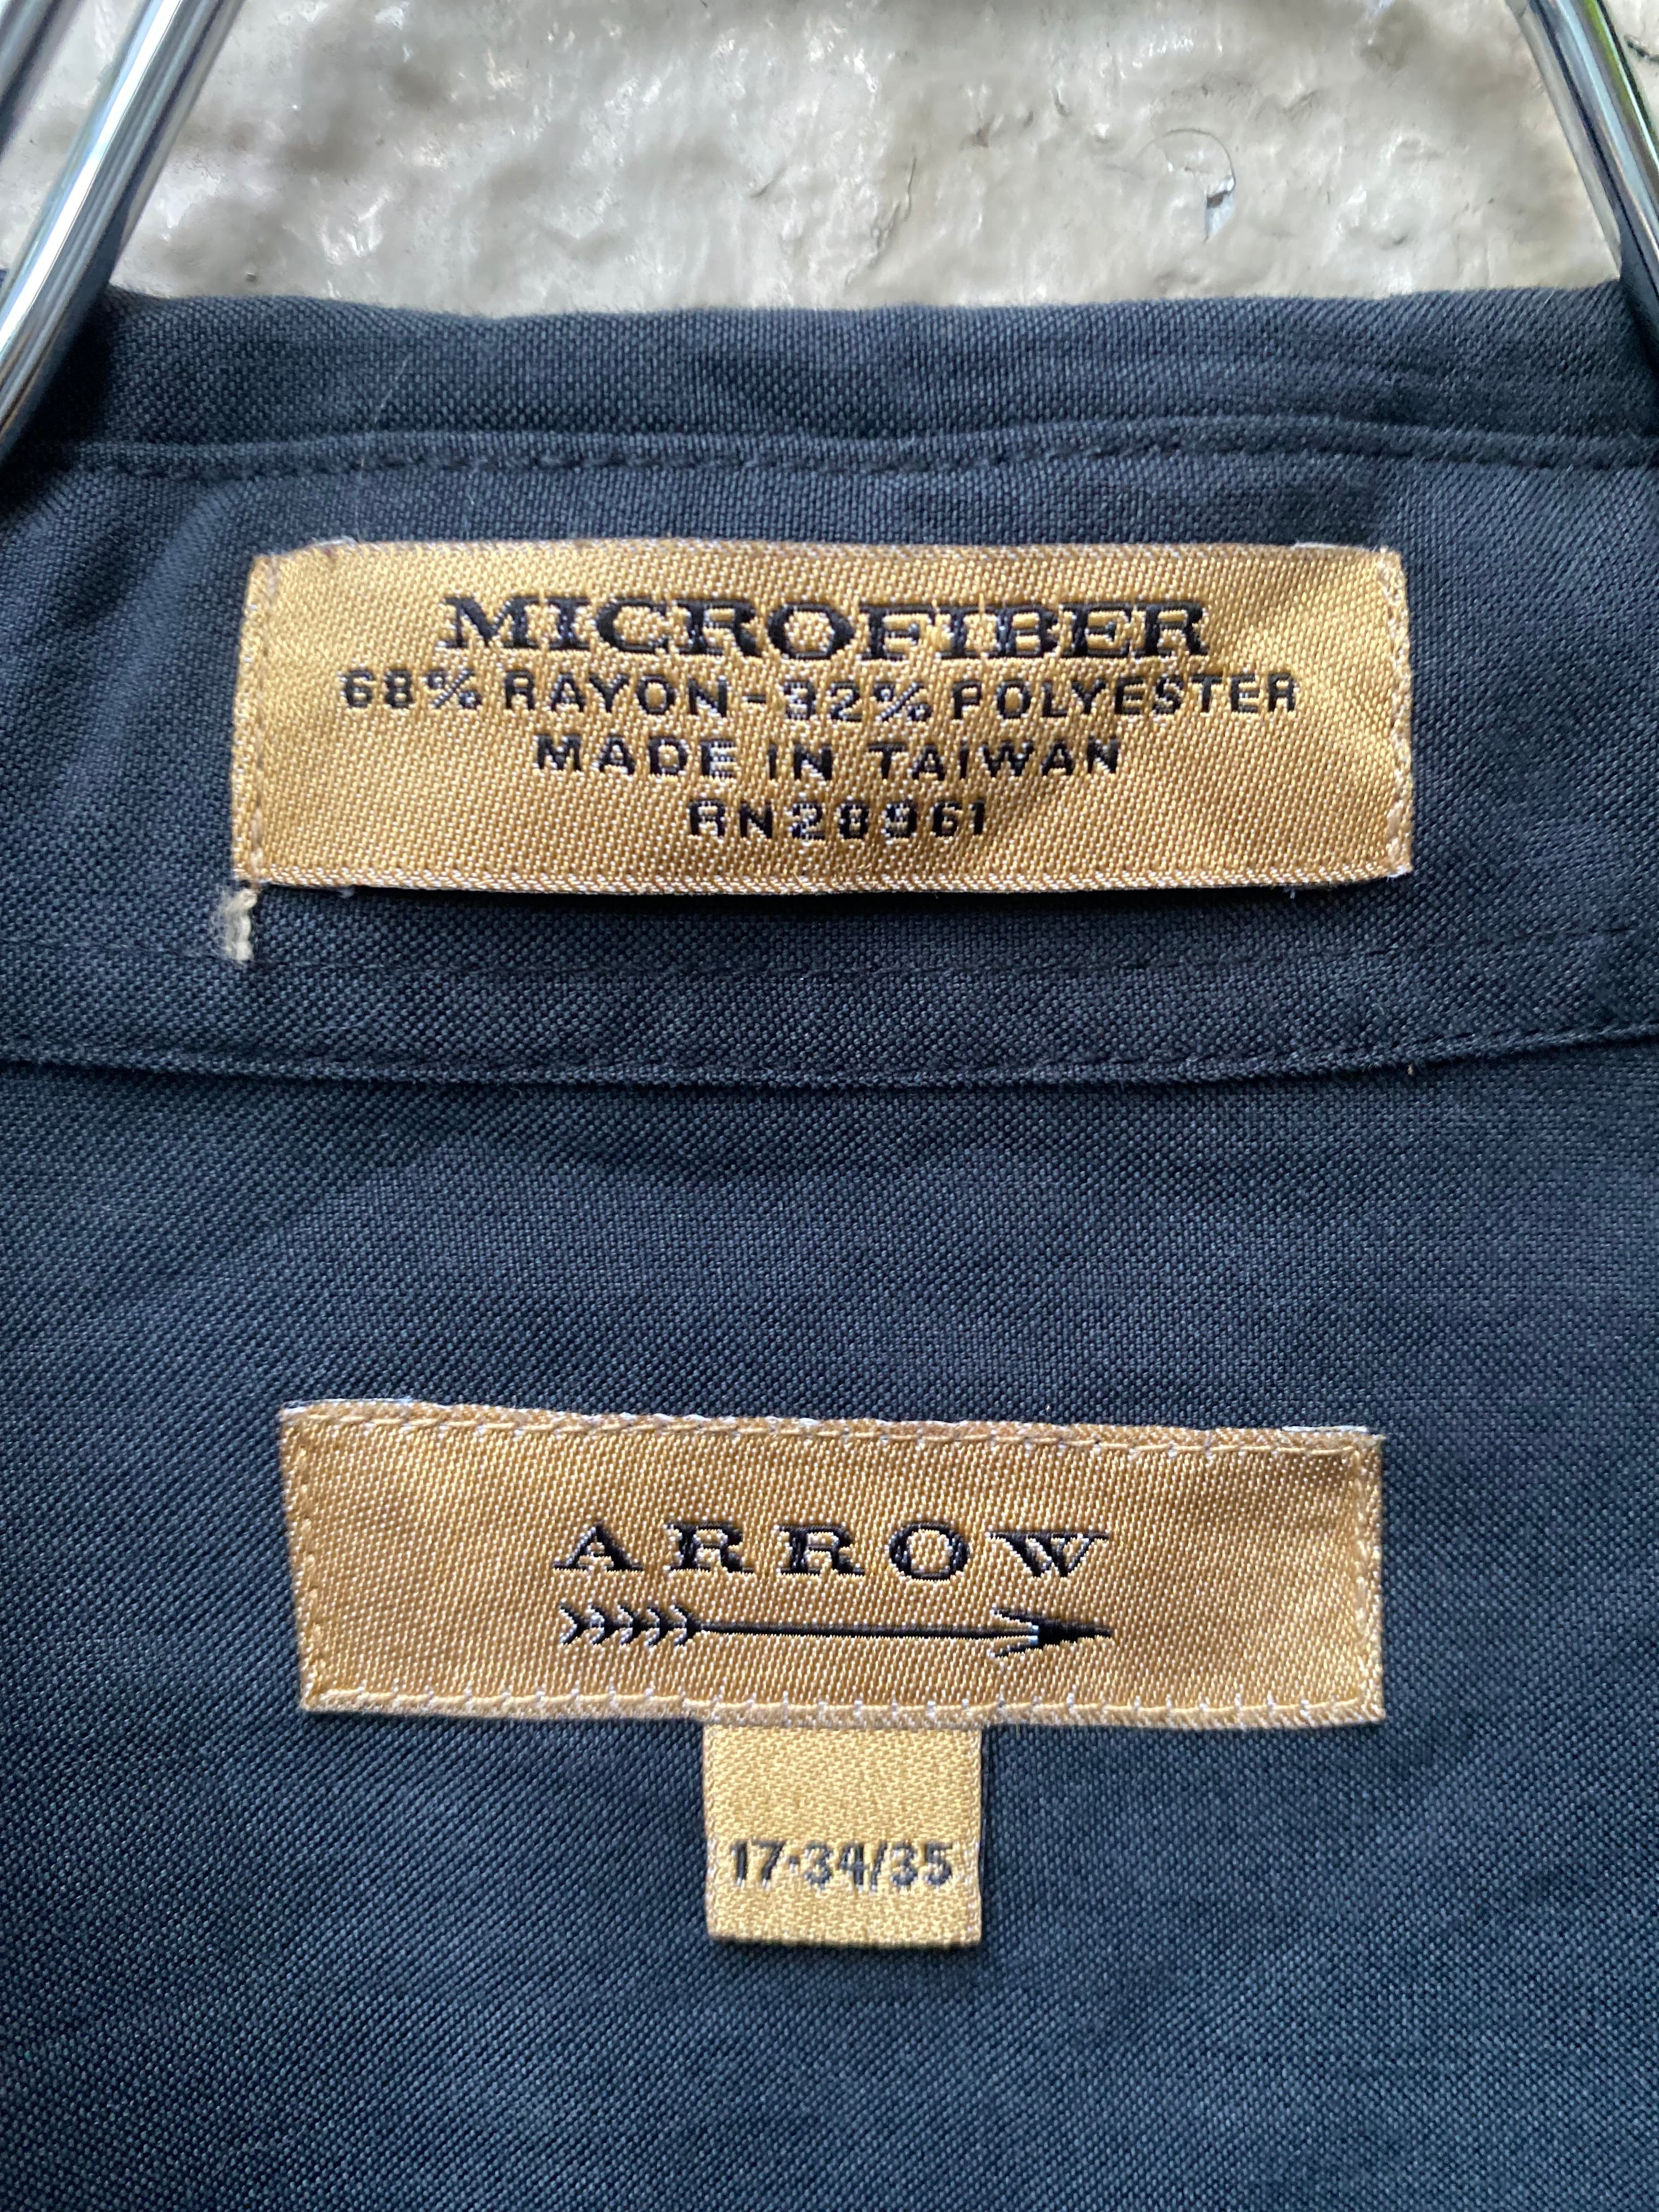 MICROFIBER
68% RAYON-32% POLYESTER
MADE IN TAIWAN
RN28961
ARROW
17·34/35